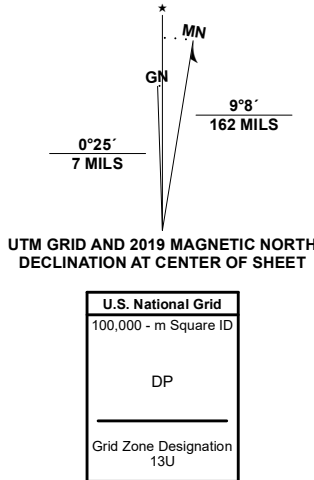 ★
MN
GN
9°8´
162 MILS
0°25´
7 MILS
UTM GRID AND 2019 MAGNETIC NORTH
DECLINATION AT CENTER OF SHEET
U.S. National Grid
100,000 - m Square ID
DP
Grid Zone Designation
13U